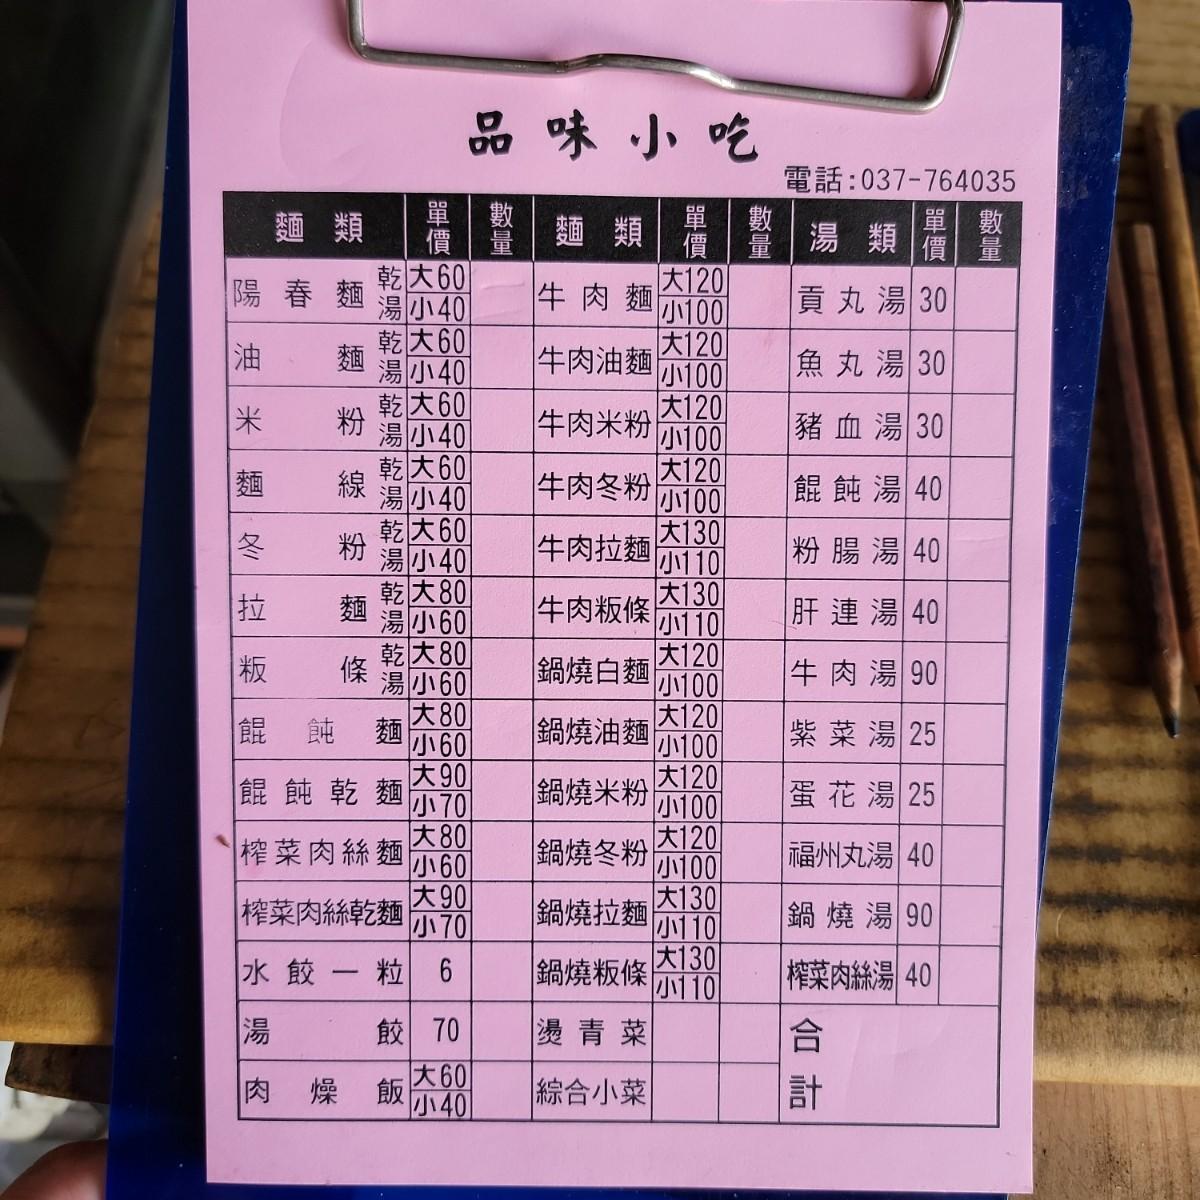 品味小吃
電話:037-764035
麵類 單價 數量 麵類 單價 數量 湯類 單價 數量
陽春麵 乾湯 大60 小40 牛肉麵 大120 小100 貢丸湯 30
油麵 乾湯 大60 小40 牛肉油麵 大120 小100 魚丸湯 30
米粉 乾湯 大60 小40 牛肉米粉 大120 小100 豬血湯 30
麵線 乾湯 大60 小40 牛肉冬粉 大120 小100 餛飩湯 40
冬粉 乾湯 大60 小40 牛肉拉麵 大130 小110 粉腸湯 40
拉麵 乾湯 大80 小60 牛肉粄條 大130 小110 肝連湯 40
粄條 乾湯 大80 小60 鍋燒白麵 大120 小100 牛肉湯 90
餛飩麵 大80 小60 鍋燒油麵 大120 小100 紫菜湯 25
餛飩乾麵 大90 小70 鍋燒米粉 大120 小100 蛋花湯 25
榨菜肉絲麵 大80 小60 鍋燒冬粉 大120 小100 福州丸湯 40
榨菜肉絲乾麵 大90 小70 鍋燒拉麵 大130 小110 鍋燒湯 90
水餃一粒 6 鍋燒粄條 大130 小110 榨菜肉絲湯 40
湯餃 70 燙青菜 合計
肉燥飯 大60 小40 綜合小菜